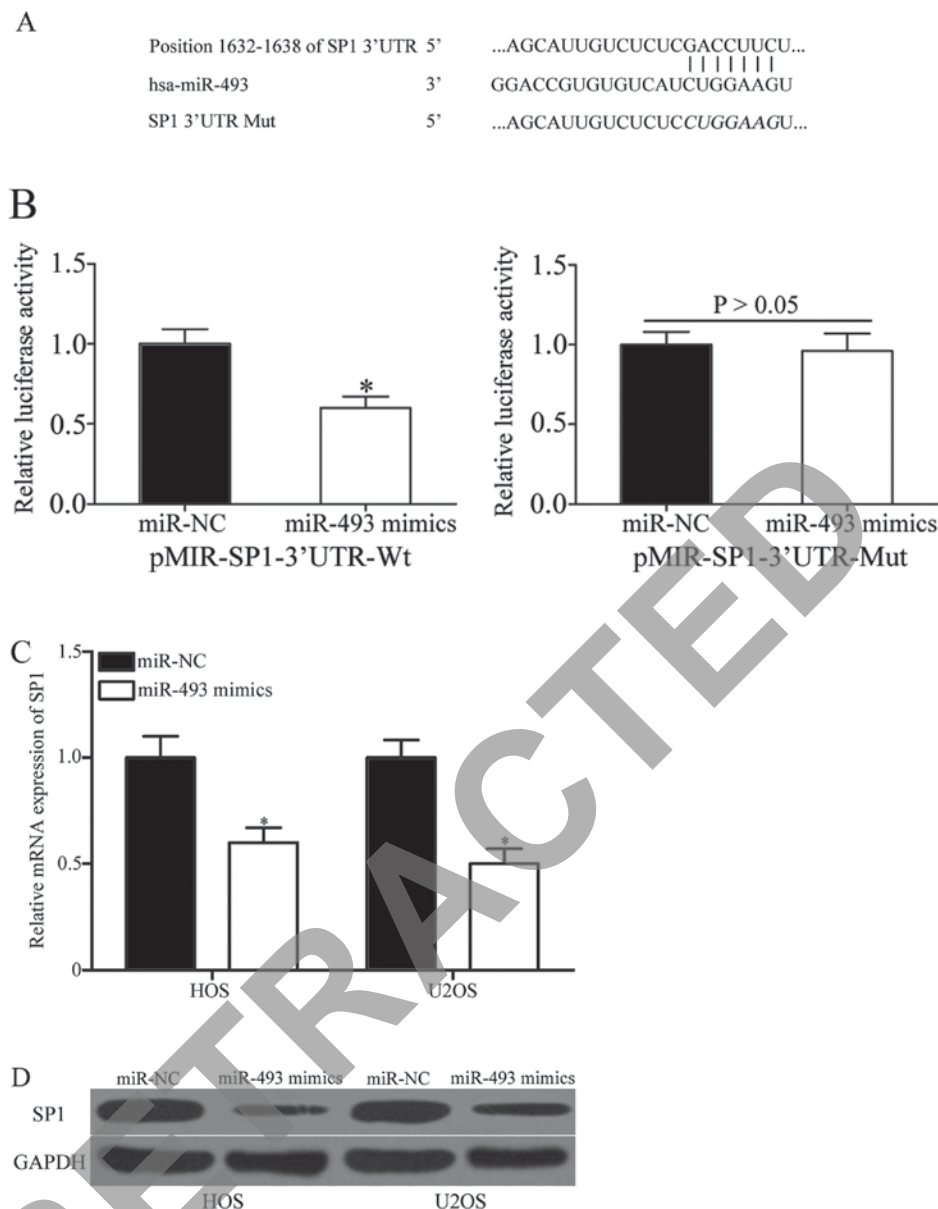 A
Position 1632-1638 of SP1 3’UTR 5’ ...AGCAUUGUCUCUCGACCUUCU...
hsa-miR-493 3’ GGACCGUGUGUCAUCUGGAAGU
SP1 3’UTR Mut 5’ ...AGCAUUGUCUCUCCUGGAAGU...
B
Relative luciferase activity
1.5
1.0
0.5
0.0
*
miR-NC miR-493 mimics
pMIR-SP1-3’UTR-Wt
Relative luciferase activity
1.5
1.0
0.5
0.0
P > 0.05
miR-NC miR-493 mimics
pMIR-SP1-3’UTR-Mut
C
Relative mRNA expression of SP1
1.5
1.0
0.5
0
miR-NC
miR-493 mimics
*
*
HOS U2OS
D
miR-NC miR-493 mimics miR-NC miR-493 mimics
SP1
GAPDH
HOS U2OS
RETRACTED